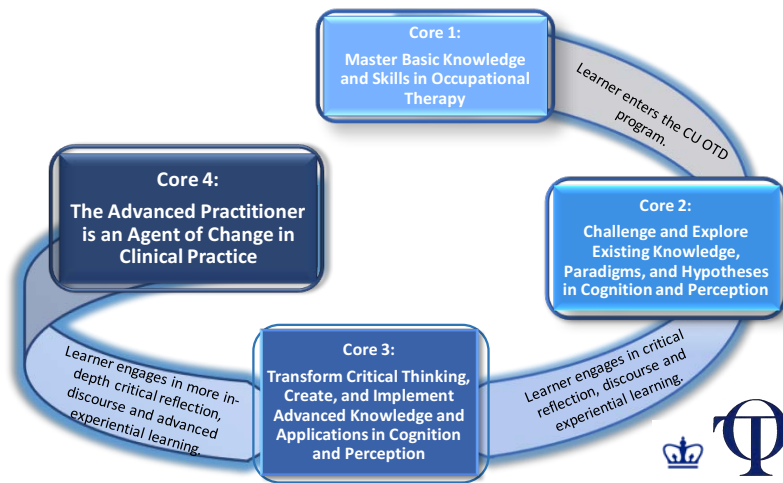 Core 1:
Master Basic Knowledge
and Skills in Occupational
Therapy
Learner enters the CU OTD
program.
Core 2:
Challenge and Explore
Existing Knowledge,
Paradigms, and Hypotheses
in Cognition and Perception
Learner engages in critical
reflection, discourse and
experiential learning.
Core 3:
Transform Critical Thinking,
Create, and Implement
Advanced Knowledge and
Applications in Cognition
and Perception
Learner engages in more in-
depth critical reflection,
discourse and advanced
experiential learning.
Core 4:
The Advanced Practitioner
is an Agent of Change in
Clinical Practice
OT